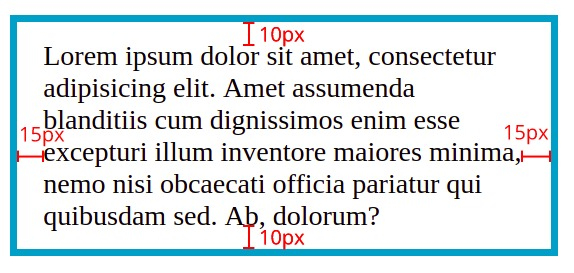 10px
Lorem ipsum dolor sit amet, consectetur
adipisicing elit. Amet assumenda
blanditiis cum dignissimos enim esse
15px
15px
excepturi illum inventore maiores minima,
nemo nisi obcaecati officia pariatur qui
quibusdam sed. Ab, dolorum?
10px